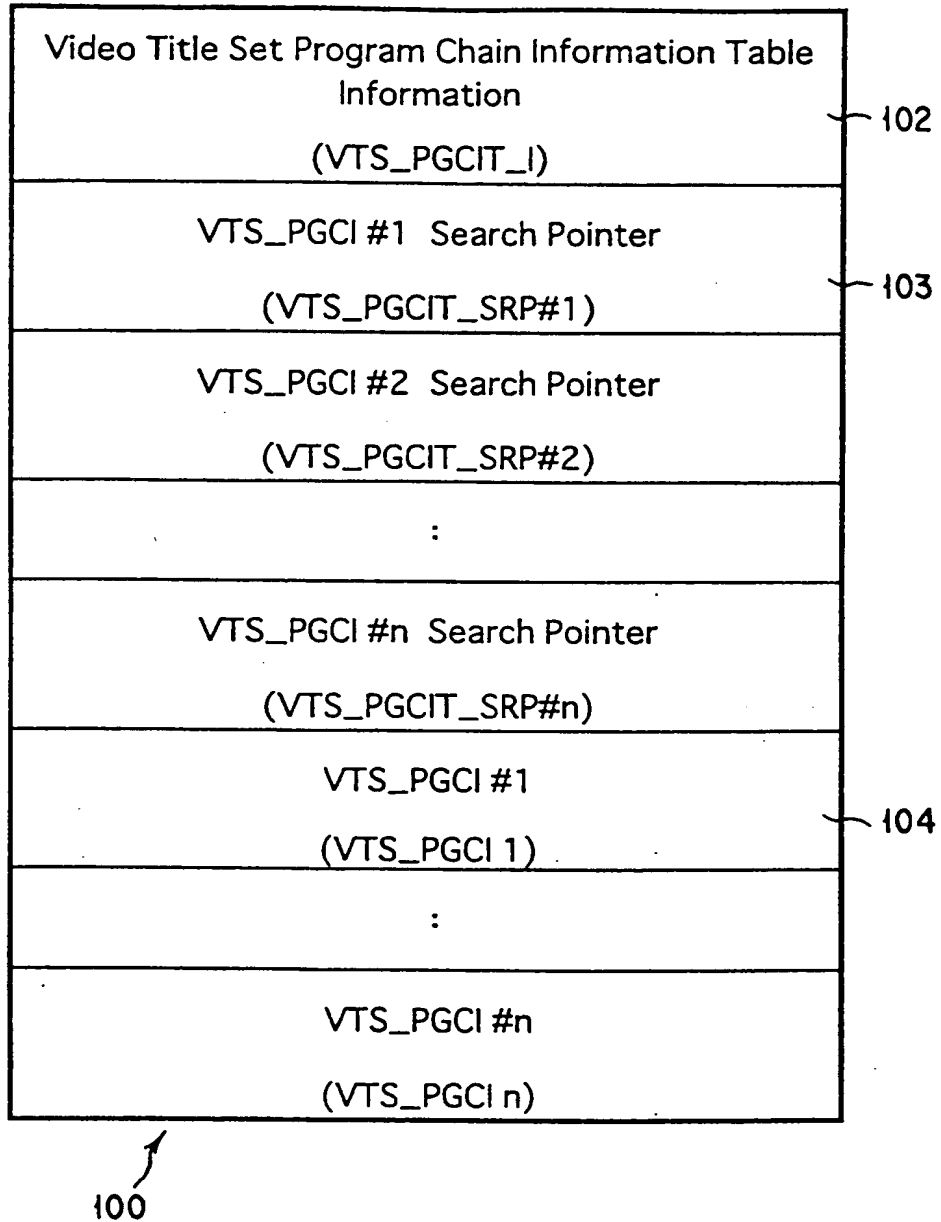 Video Title Set Program Chain Information Table
Information
(VTS_PGCIT_I)
102
VTS_PGCI #1 Search Pointer
(VTS_PGCIT_SRP#1)
103
VTS_PGCI #2 Search Pointer
(VTS_PGCIT_SRP#2)
:
VTS_PGCI #n Search Pointer
(VTS_PGCIT_SRP#n)
VTS_PGCI #1
(VTS_PGCI 1)
104
:
VTS_PGCI #n
(VTS_PGCI n)
100